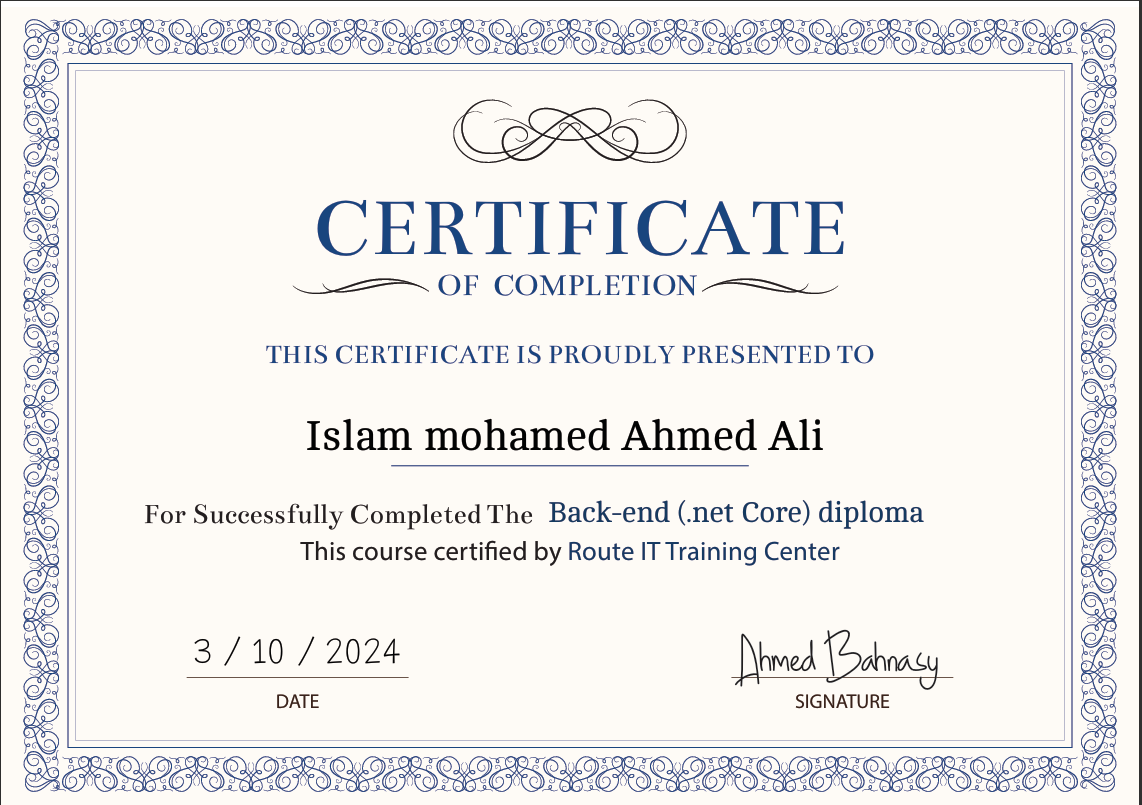 CERTIFICATE
OF COMPLETION
THIS CERTIFICATE IS PROUDLY PRESENTED TO
Islam mohamed Ahmed Ali
For Successfully Completed The Back-end (.net Core) diploma
This course certified by Route IT Training Center
3 / 10 / 2024
Ahmed Bahnasy
DATE
SIGNATURE